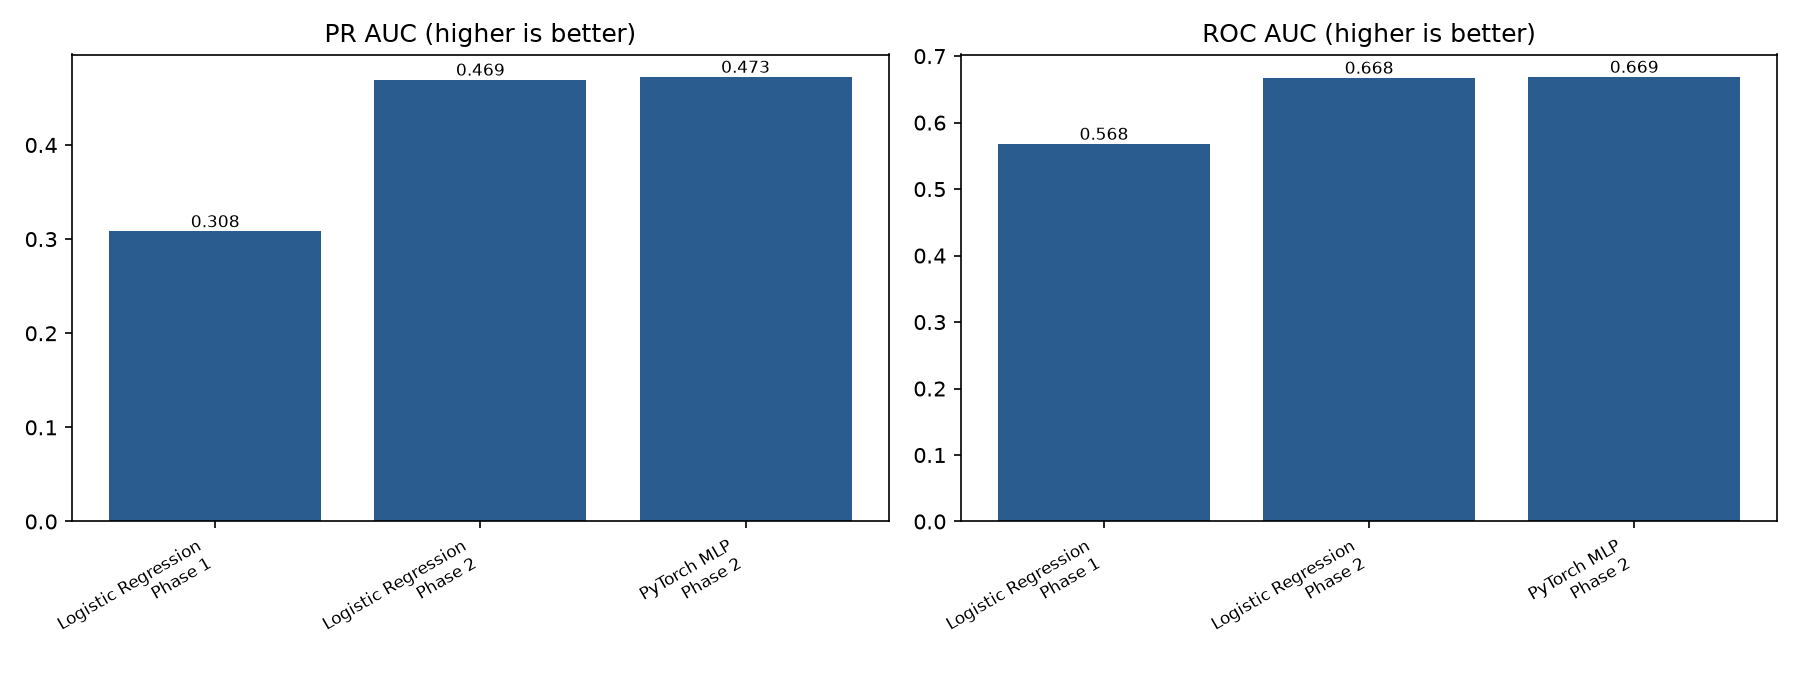 PR AUC (higher is better)
0.4
0.3
0.2
0.1
0.0
0.308
0.469
0.473
Logistic Regression
Phase 1
Logistic Regression
Phase 2
PyTorch MLP
Phase 2
ROC AUC (higher is better)
0.7
0.6
0.5
0.4
0.3
0.2
0.1
0.0
0.568
0.668
0.669
Logistic Regression
Phase 1
Logistic Regression
Phase 2
PyTorch MLP
Phase 2